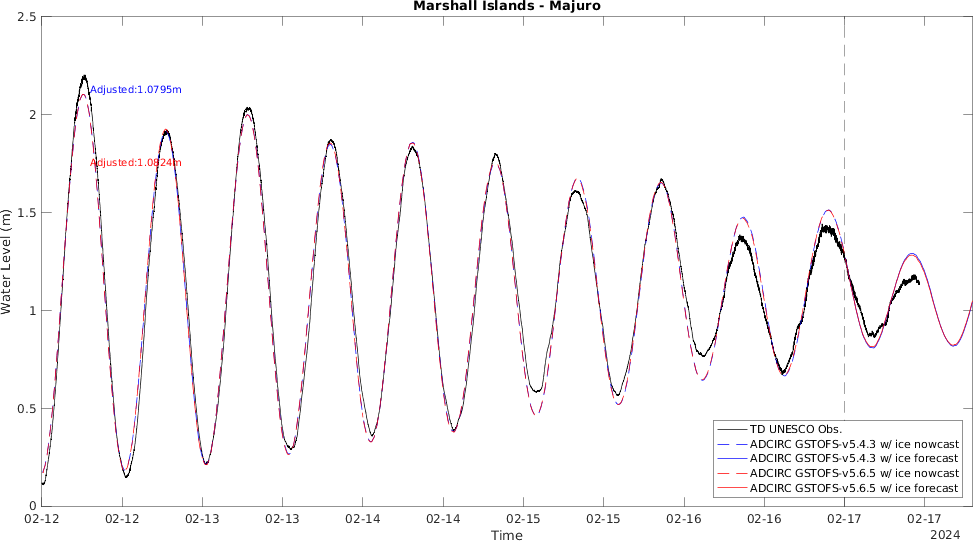 Marshall Islands - Majuro
Water Level (m)
2.5
2
1.5
1
0.5
0
Adjusted:1.0795m
Adjusted:1.0824m
TD UNESCO Obs.
ADCIRC GSTOFS-v5.4.3 w/ ice nowcast
ADCIRC GSTOFS-v5.4.3 w/ ice forecast
ADCIRC GSTOFS-v5.6.5 w/ ice nowcast
ADCIRC GSTOFS-v5.6.5 w/ ice forecast
02-12 02-12 02-13 02-13 02-14 02-14 02-15 02-15 02-16 02-16 02-17 02-17
Time
2024